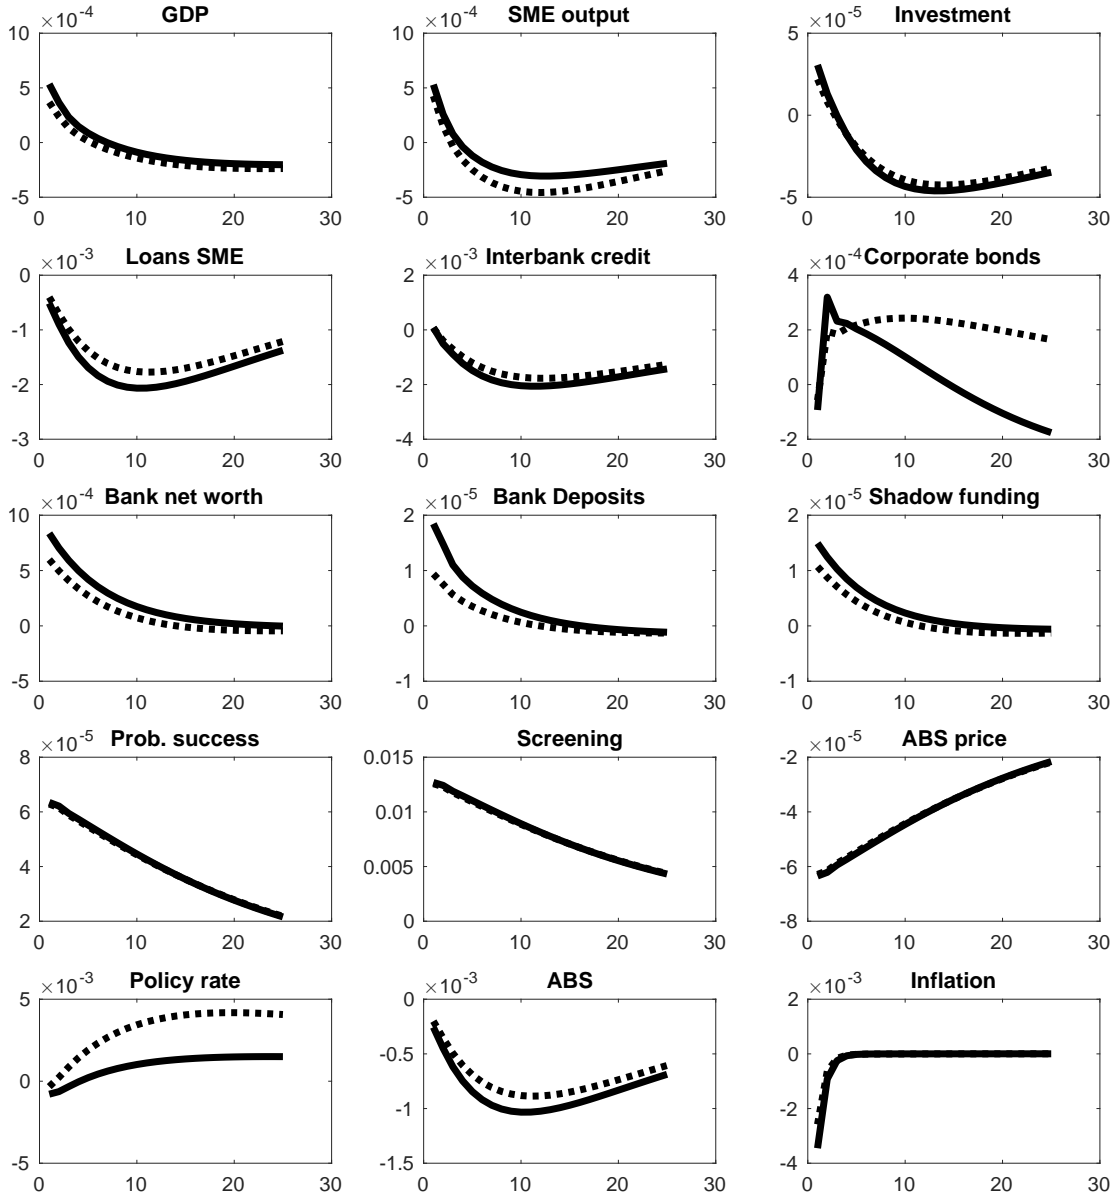 GDP
×10^-4
10
5
0
-5
0 10 20 30
SME output
×10^-4
10
5
0
-5
0 10 20 30
Investment
×10^-5
5
0
-5
0 10 20 30
Loans SME
×10^-3
0
-1
-2
-3
0 10 20 30
Interbank credit
×10^-3
2
0
-2
-4
0 10 20 30
Corporate bonds
×10^-4
4
2
0
-2
0 10 20 30
Bank net worth
×10^-4
10
5
0
-5
0 10 20 30
Bank Deposits
×10^-5
2
1
0
-1
0 10 20 30
Shadow funding
×10^-5
2
1
0
-1
0 10 20 30
Prob. success
×10^-5
8
6
4
2
0 10 20 30
Screening
0.015
0.01
0.005
0
0 10 20 30
ABS price
×10^-5
-2
-4
-6
-8
0 10 20 30
Policy rate
×10^-3
5
0
-5
0 10 20 30
ABS
×10^-3
0
-0.5
-1
-1.5
0 10 20 30
Inflation
×10^-3
2
0
-2
-4
0 10 20 30